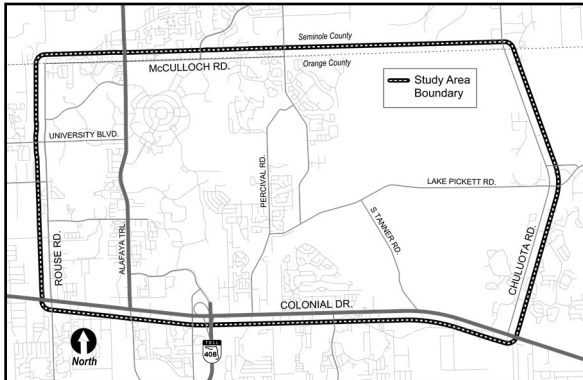 Seminole County
Orange County
McCULLOCH RD.
Study Area
Boundary
UNIVERSITY BLVD.
LAKE PICKETT RD.
PERCIVAL RD.
S TANNER RD.
ROUSE RD.
ALAFAYA TRL.
CHULUOTA RD.
COLONIAL DR.
TOLL
408
North